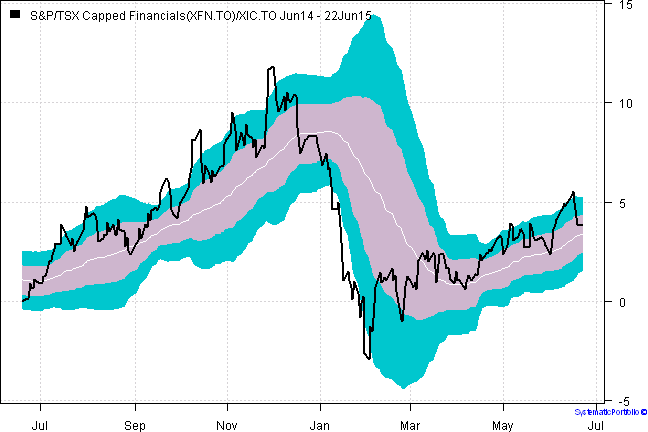 S&P/TSX Capped Financials(XFN.TO)/XIC.TO Jun14 - 22Jun15
15
10
5
0
-5
SystematicPortfolio ©
Jul
Sep
Nov
Jan
Mar
May
Jul